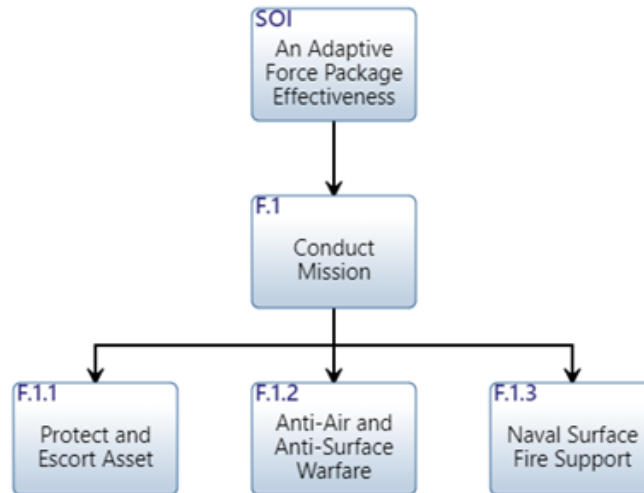 SOI
An Adaptive
Force Package
Effectiveness
F.1
Conduct
Mission
F.1.1
Protect and
Escort Asset
F.1.2
Anti-Air and
Anti-Surface
Warfare
F.1.3
Naval Surface
Fire Support